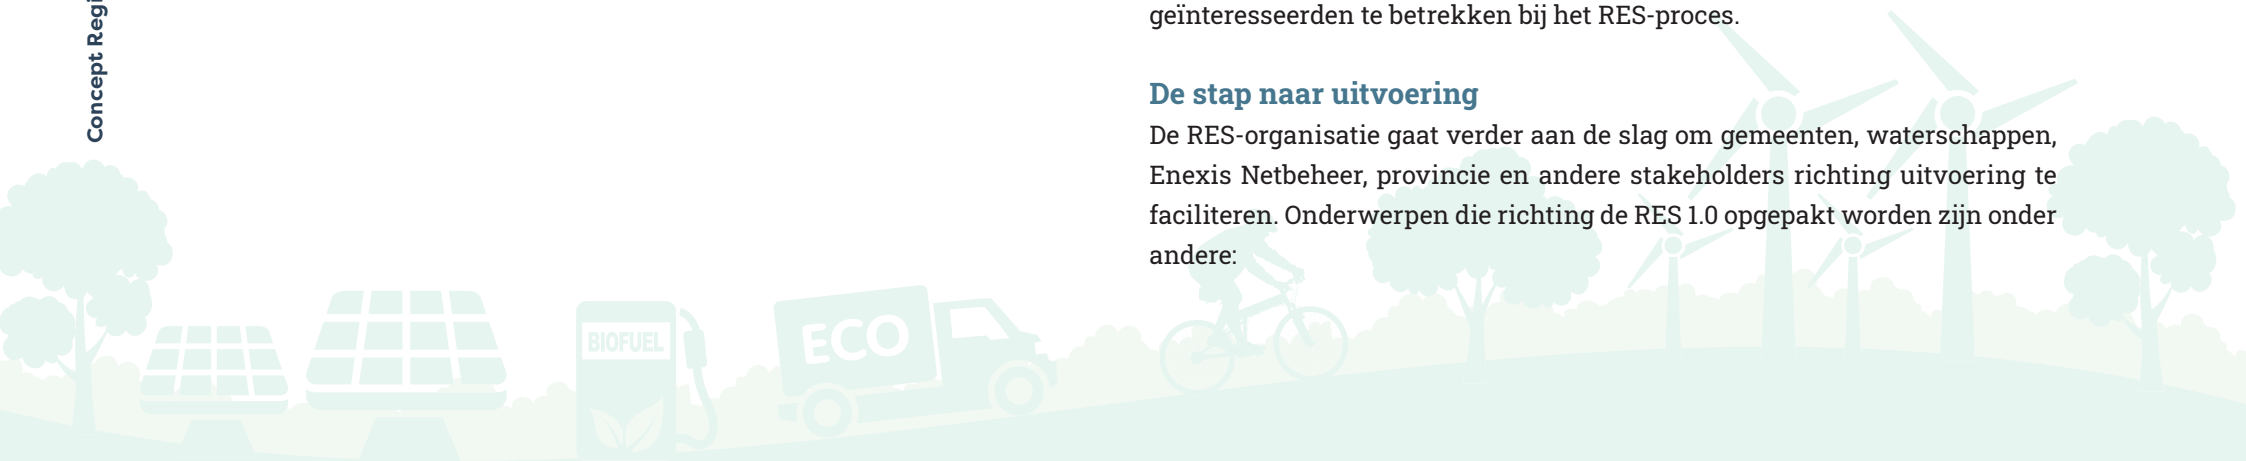 Concept Regi
geïnteresseerden te betrekken bij het RES-proces.
De stap naar uitvoering
De RES-organisatie gaat verder aan de slag om gemeenten, waterschappen,
Enexis Netbeheer, provincie en andere stakeholders richting uitvoering te
faciliteren. Onderwerpen die richting de RES 1.0 opgepakt worden zijn onder
andere:
BIOFUEL
ECO